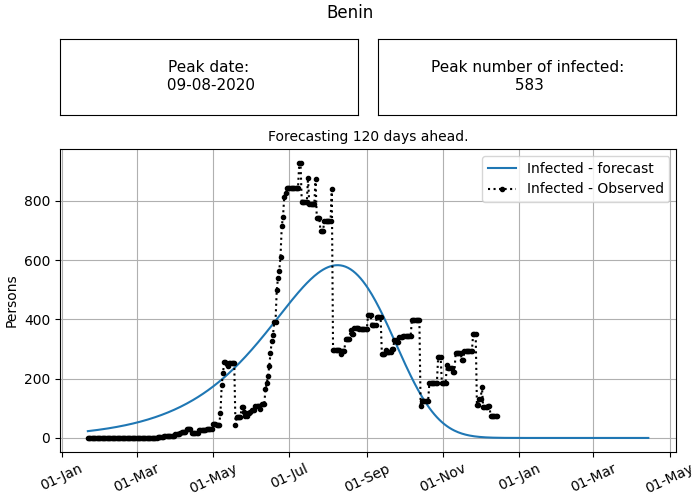 Benin
Peak date:
09-08-2020
Peak number of infected:
583
Forecasting 120 days ahead.
Infected - forecast
Infected - Observed
Persons
800
600
400
200
0
01-Jan
01-Mar
01-May
01-Jul
01-Sep
01-Nov
01-Jan
01-Mar
01-May